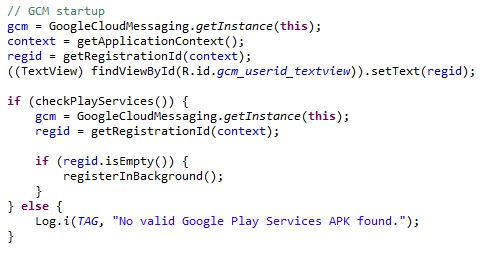 // GCM startup
gcm = GoogleCloudMessaging.getInstance(this);
context = getApplicationContext();
regid = getRegistrationId(context);
((TextView) findViewById(R.id.gcm_userid_textview)).setText(regid);

if (checkPlayServices()) {
    gcm = GoogleCloudMessaging.getInstance(this);
    regid = getRegistrationId(context);

    if (regid.isEmpty()) {
        registerInBackground();
    }
} else {
    Log.i(TAG, "No valid Google Play Services APK found.");
}